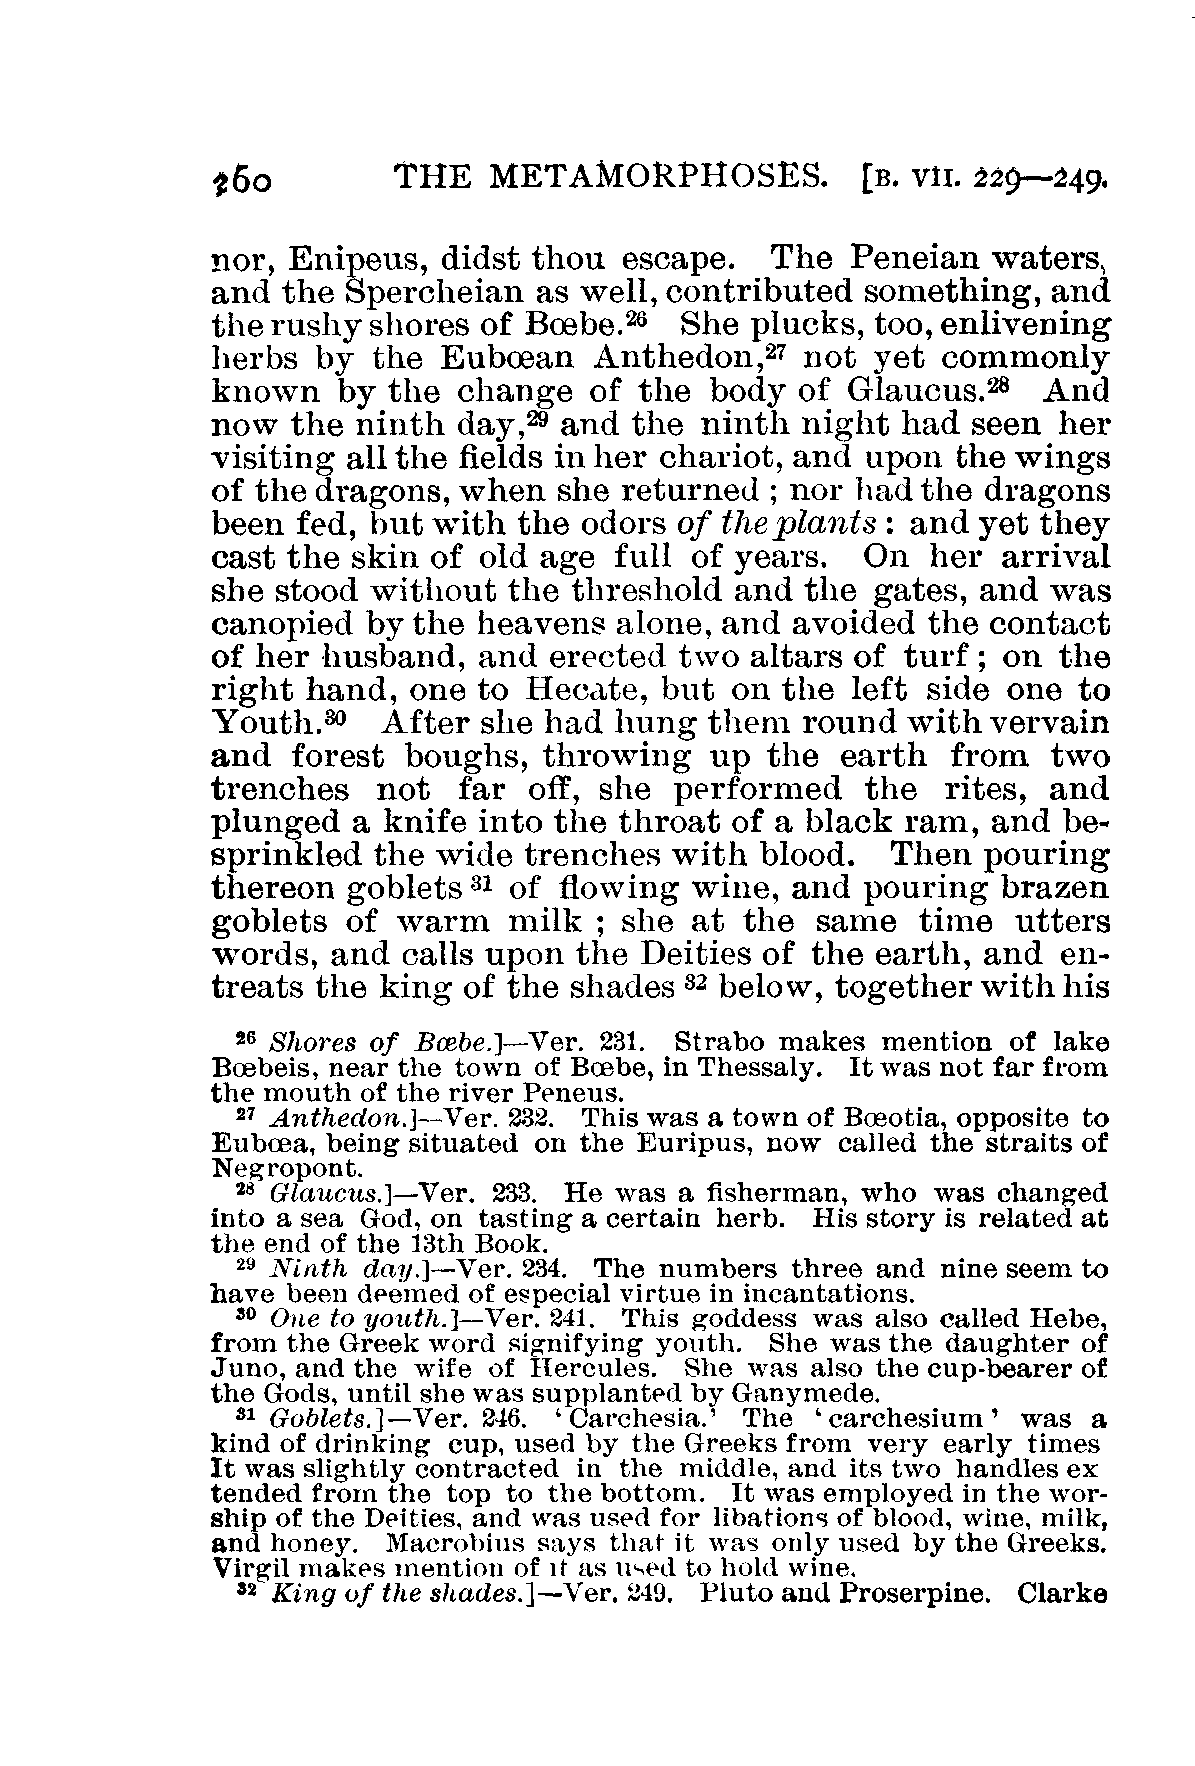 260 THE METAMORPHOSES. [B. VII. 229—249.
nor, Enipeus, didst thou escape. The Peneian waters,
and the Spercheian as well, contributed something, and
the rushy shores of Bœbe.²⁶ She plucks, too, enlivening
herbs by the Eubœan Anthedon,²⁷ not yet commonly
known by the change of the body of Glaucus.²⁸ And
now the ninth day,²⁹ and the ninth night had seen her
visiting all the fields in her chariot, and upon the wings
of the dragons, when she returned ; nor had the dragons
been fed, but with the odors of the plants : and yet they
cast the skin of old age full of years. On her arrival
she stood without the threshold and the gates, and was
canopied by the heavens alone, and avoided the contact
of her husband, and erected two altars of turf ; on the
right hand, one to Hecate, but on the left side one to
Youth.³⁰ After she had hung them round with vervain
and forest boughs, throwing up the earth from two
trenches not far off, she performed the rites, and
plunged a knife into the throat of a black ram, and be-
sprinkled the wide trenches with blood. Then pouring
thereon goblets ³¹ of flowing wine, and pouring brazen
goblets of warm milk ; she at the same time utters
words, and calls upon the Deities of the earth, and en-
treats the king of the shades ³² below, together with his
²⁶ Shores of Bœbe.]—Ver. 231. Strabo makes mention of lake
Bœbeis, near the town of Bœbe, in Thessaly. It was not far from
the mouth of the river Peneus.
²⁷ Anthedon.]—Ver. 232. This was a town of Bœotia, opposite to
Eubœa, being situated on the Euripus, now called the straits of
Negropont.
²⁸ Glaucus.]—Ver. 233. He was a fisherman, who was changed
into a sea God, on tasting a certain herb. His story is related at
the end of the 13th Book.
²⁹ Ninth day.]—Ver. 234. The numbers three and nine seem to
have been deemed of especial virtue in incantations.
³⁰ One to youth.]—Ver. 241. This goddess was also called Hebe,
from the Greek word signifying youth. She was the daughter of
Juno, and the wife of Hercules. She was also the cup-bearer of
the Gods, until she was supplanted by Ganymede.
³¹ Goblets.]—Ver. 246. ‘Carchesia.’ The ‘carchesium’ was a
kind of drinking cup, used by the Greeks from very early times
It was slightly contracted in the middle, and its two handles ex
tended from the top to the bottom. It was employed in the wor-
ship of the Deities, and was used for libations of blood, wine, milk,
and honey. Macrobius says that it was only used by the Greeks.
Virgil makes mention of it as used to hold wine.
³² King of the shades.]—Ver. 249. Pluto and Proserpine. Clarke